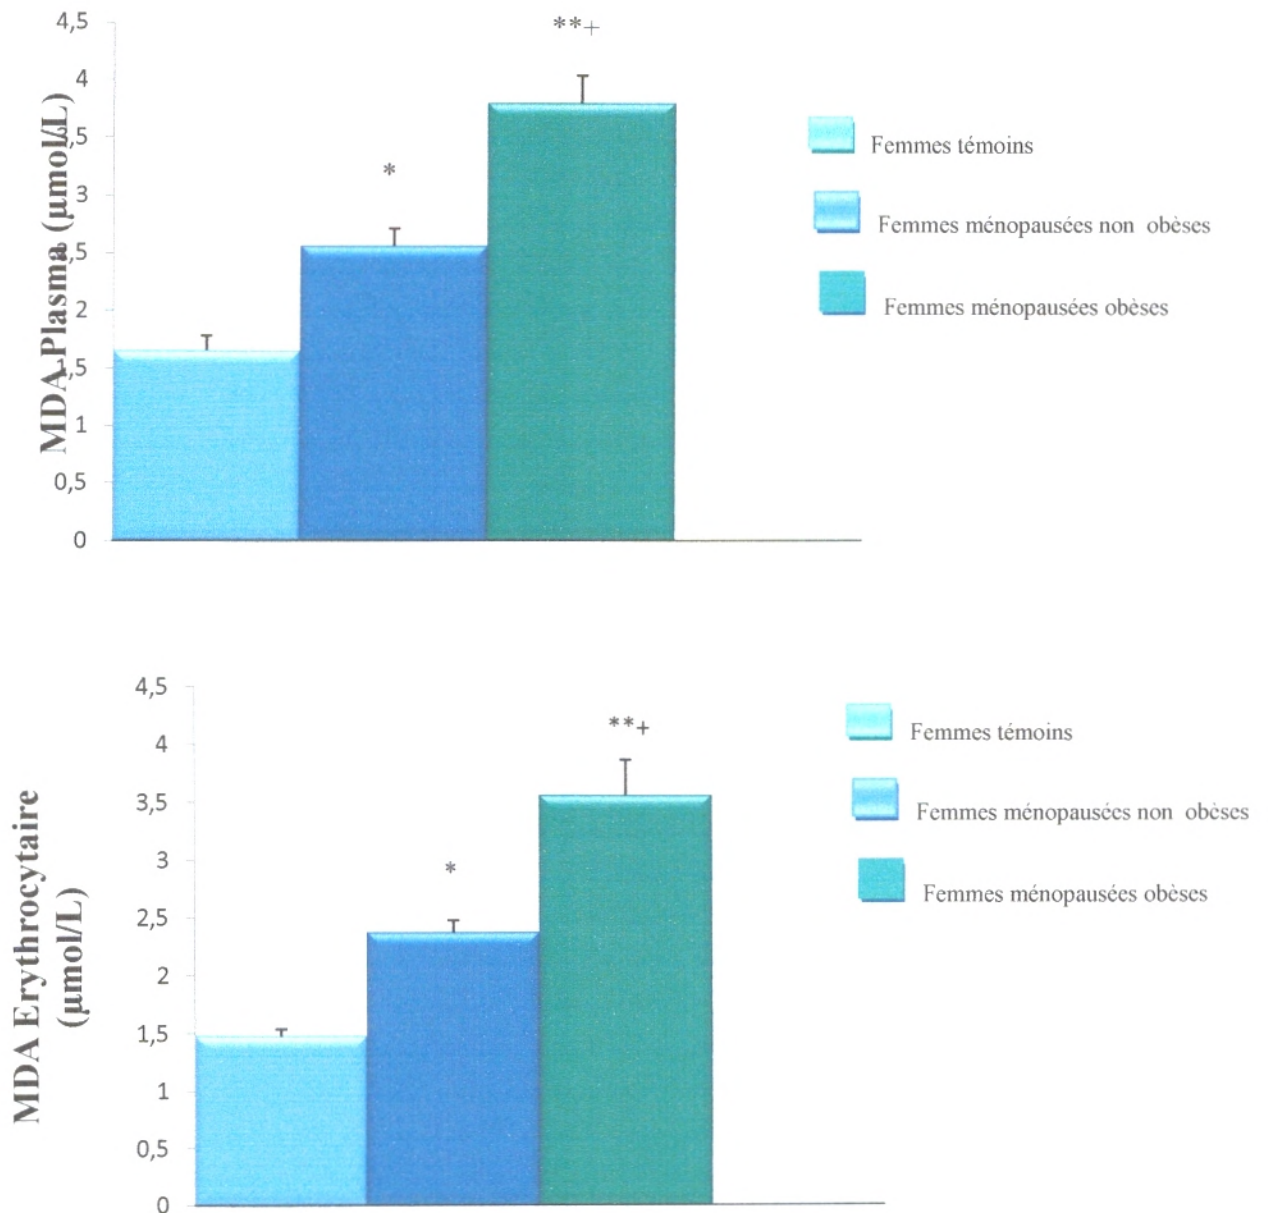 4,5
**+
4
3,5
3
*
2,5
2
1,5
1
0,5
0
MDA Plasma (µmol/L)
Femmes témoins
Femmes ménopausées non obèses
Femmes ménopausées obèses
4,5
4
**+
3,5
3
*
2,5
2
1,5
1
0,5
0
MDA Erythrocytaire
(µmol/L)
Femmes témoins
Femmes ménopausées non obèses
Femmes ménopausées obèses